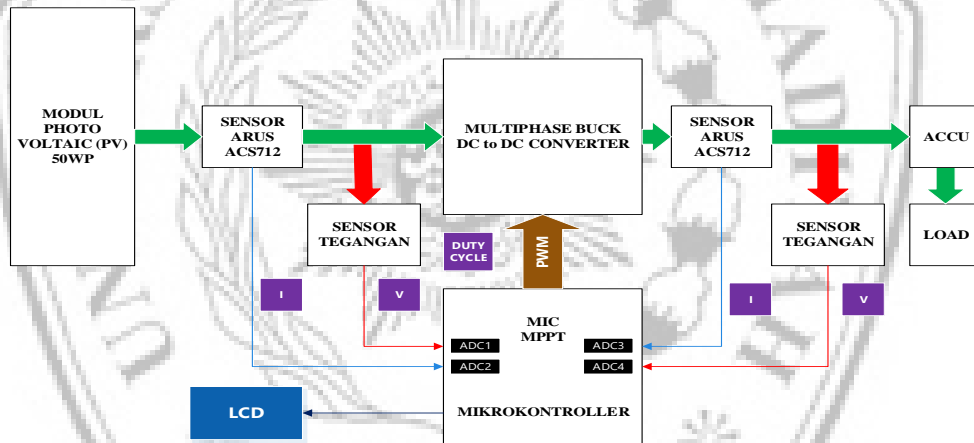 MODUL
PHOTO
VOLTAIC (PV)
50WP
SENSOR
ARUS
ACS712
MULTIPHASE BUCK
DC to DC CONVERTER
SENSOR
ARUS
ACS712
ACCU
SENSOR
TEGANGAN
DUTY
CYCLE
PWM
SENSOR
TEGANGAN
LOAD
I
V
I
V
MIC
MPPT
ADC1
ADC3
ADC2
ADC4
LCD
MIKROKONTROLLER